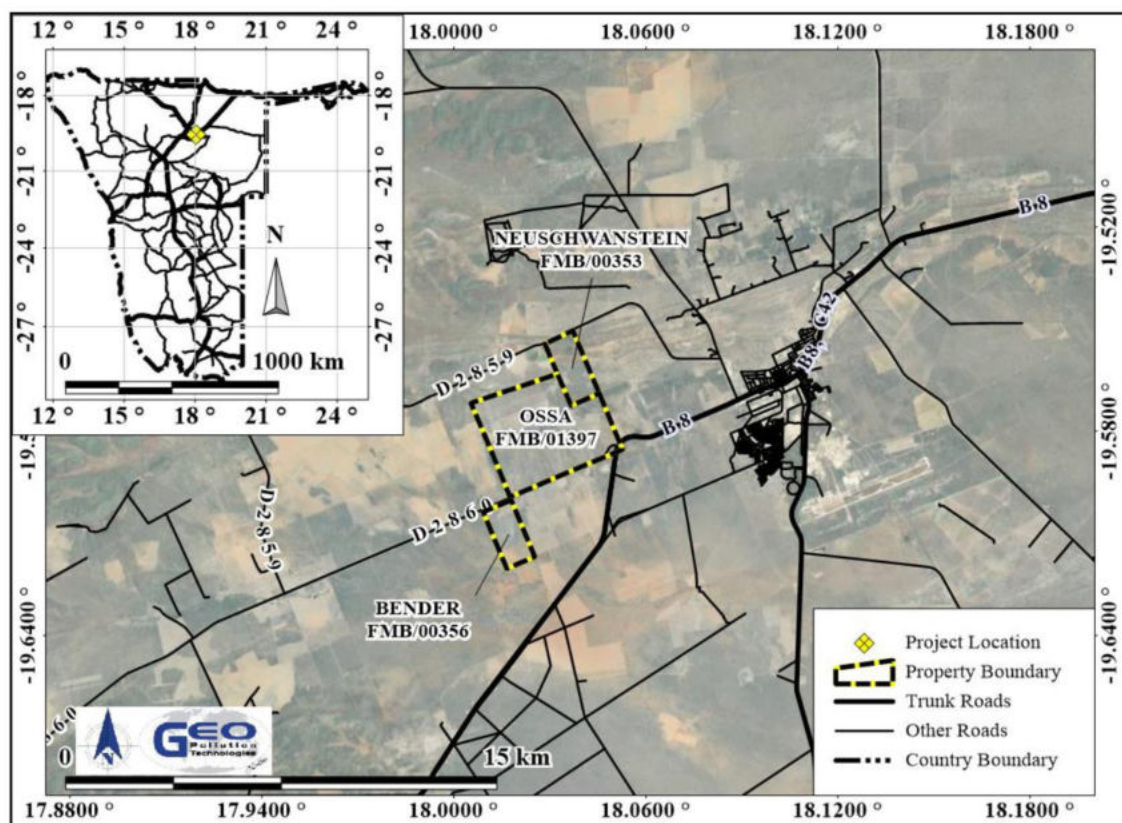 12 ° 15 ° 18 ° 21 ° 24 °
18.0000 ° 18.0600 ° 18.1200 ° 18.1800 °
-18 °
-21 °
-24 °
-27 °
-18°
-21°
-24°
-27°
N
0 1000 km
12 ° 15 ° 18 ° 21 ° 24 °
B-8
-19.5200 °
NEUSCHWANSTEIN
FMB/00353
B8, C42
D-2-8-5-9
OSSA
FMB/01397
B-8
-19.5800 °
-19.5
D-2-8-5-9
D-2-8-6-0
BENDER
FMB/00356
-19.6400 °
-19.6400 °
Project Location
Property Boundary
Trunk Roads
Other Roads
Country Boundary
-6-0
GEO
Pollution
Technologies
0 15 km
17.8800 ° 17.9400 ° 18.0000 ° 18.0600 ° 18.1200 ° 18.1800 °